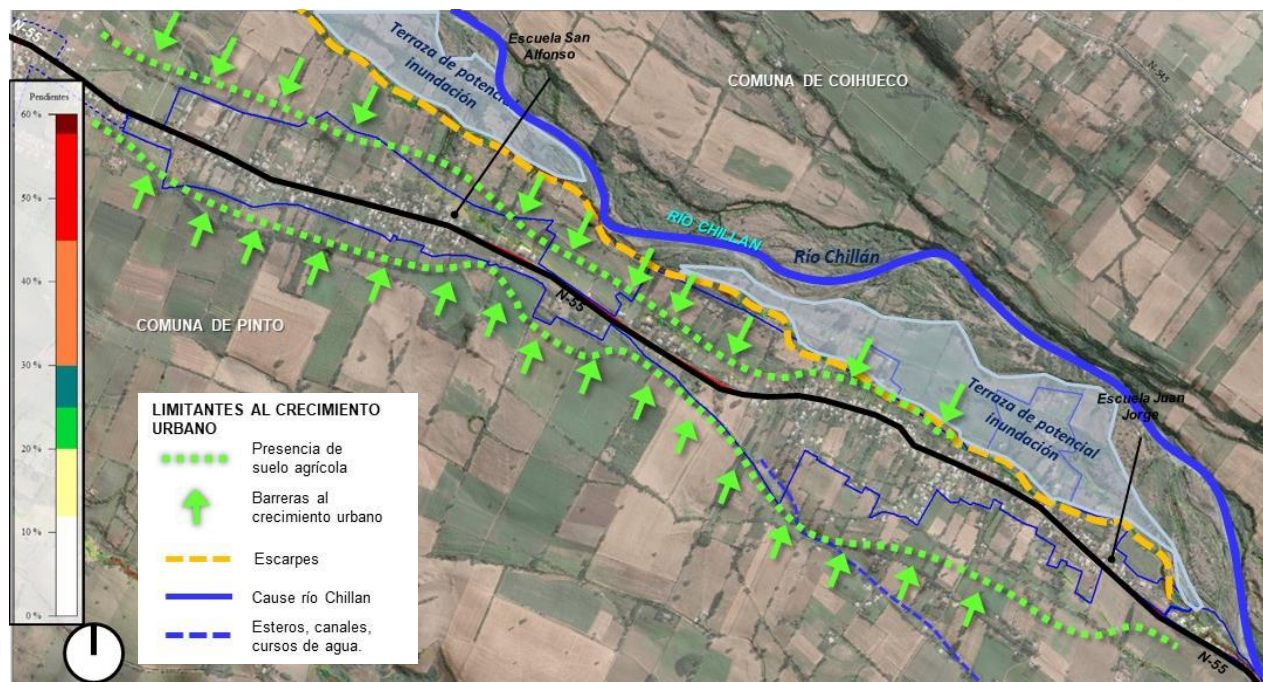 N-55
Terraza de potencial
inundación
Escuela San
Alfonso
COMUNA DE COIHUECO
N-545
Pendientes
60 %
50 %
40 %
30 %
20 %
10 %
0 %
RÍO CHILLÁN
Río Chillán
N-55
COMUNA DE PINTO
Terraza de potencial
inundación
Escuela Juan
Jorge
LIMITANTES AL CRECIMIENTO
URBANO
Presencia de
suelo agrícola
Barreras al
crecimiento urbano
Escarpes
Cause río Chillan
Esteros, canales,
cursos de agua.
N-55